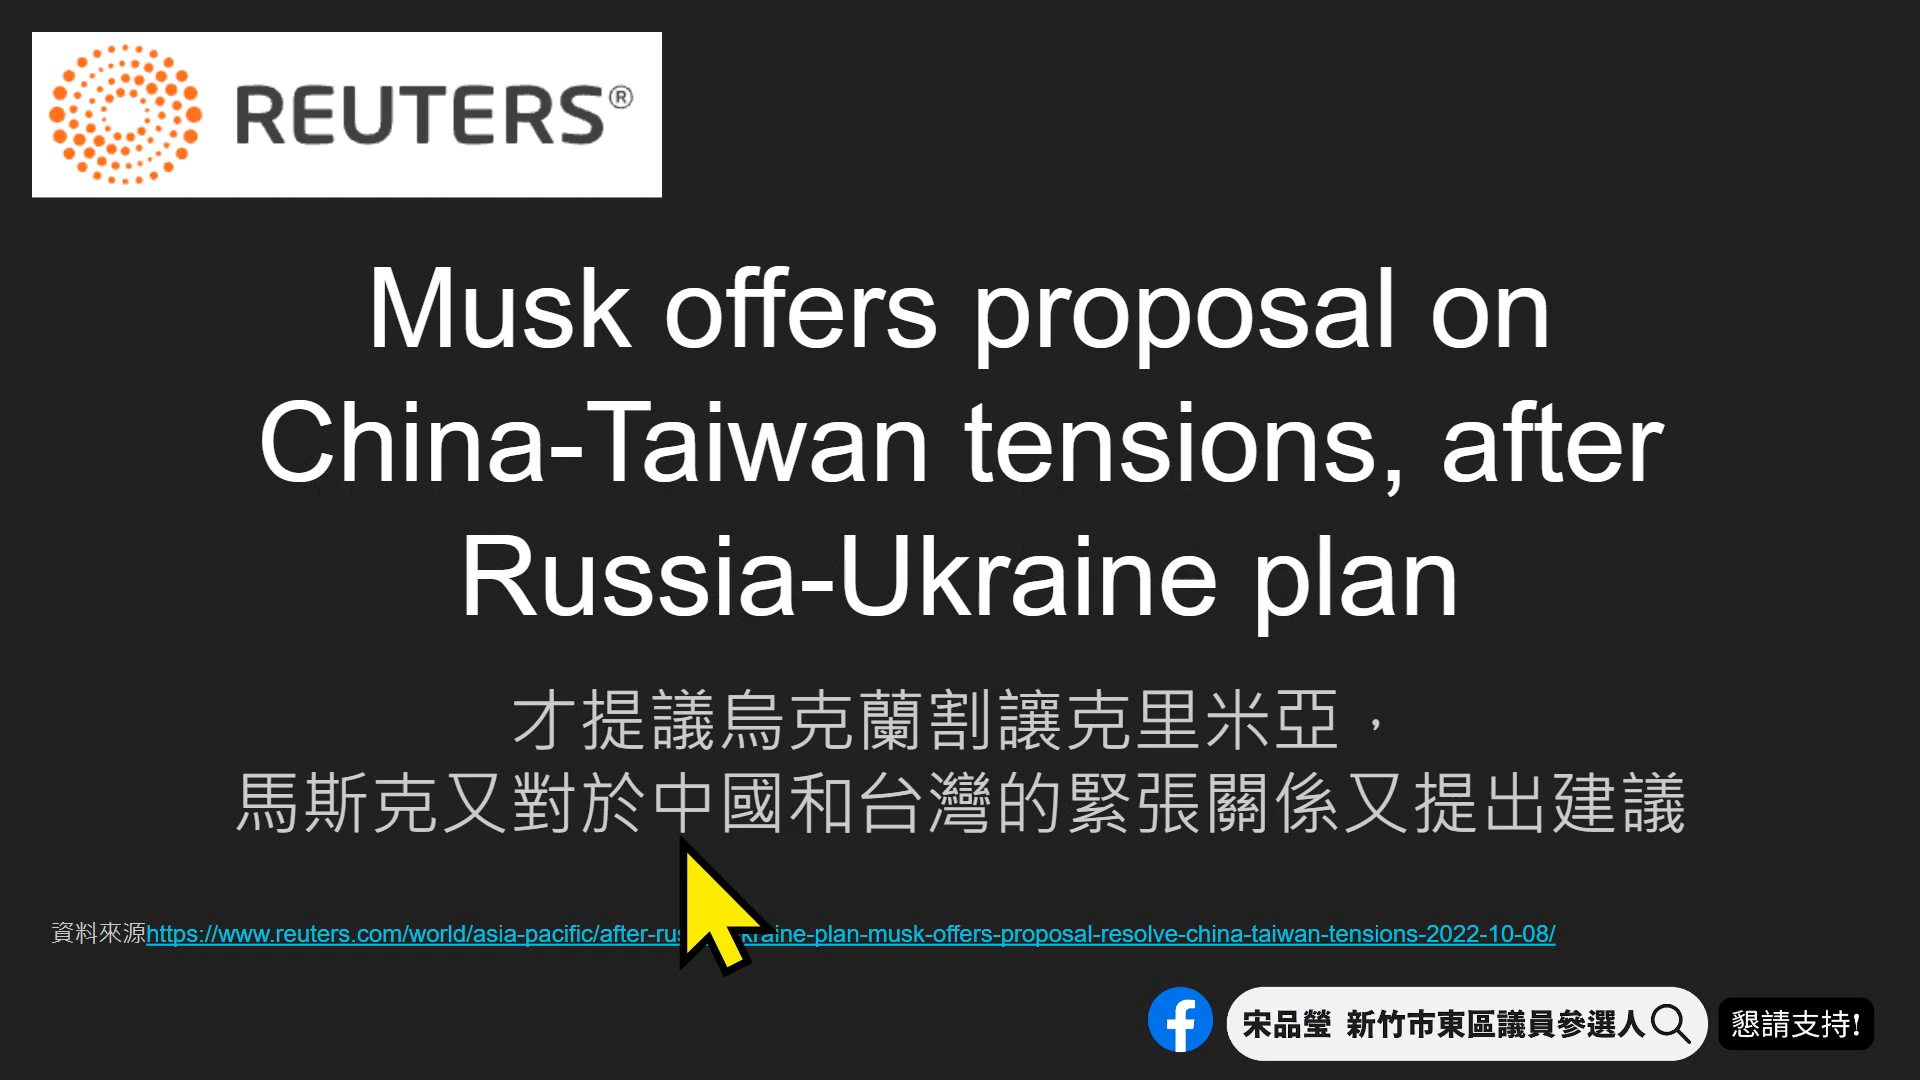 REUTERS®
Musk offers proposal on
China-Taiwan tensions, after
Russia-Ukraine plan
才提議烏克蘭割讓克里米亞，
馬斯克又對於中國和台灣的緊張關係又提出建議
資料來源https://www.reuters.com/world/asia-pacific/after-rus kraine-plan-musk-offers-proposal-resolve-china-taiwan-tensions-2022-10-08/
宋品瑩 新竹市東區議員參選人
懇請支持!